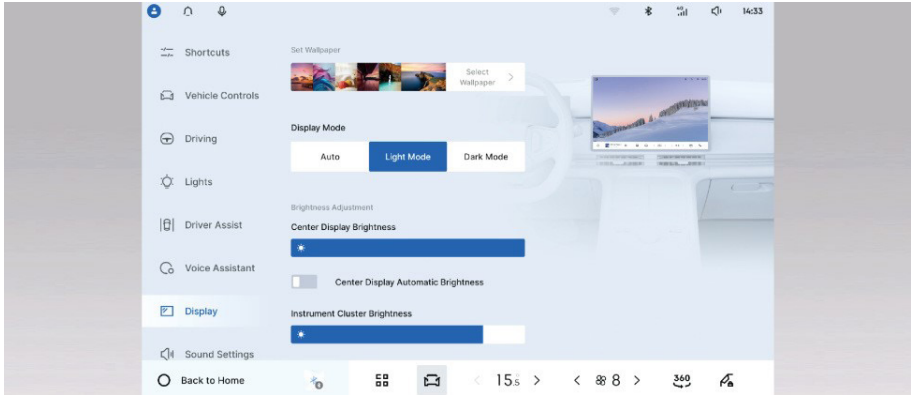 4G
14:33
Shortcuts
Vehicle Controls
Driving
Lights
Driver Assist
Voice Assistant
Display
Sound Settings
Set Wallpaper
Select
Wallpaper
Display Mode
Auto
Light Mode
Dark Mode
Brightness Adjustment
Center Display Brightness
Center Display Automatic Brightness
Instrument Cluster Brightness
Back to Home
15.5
8
360